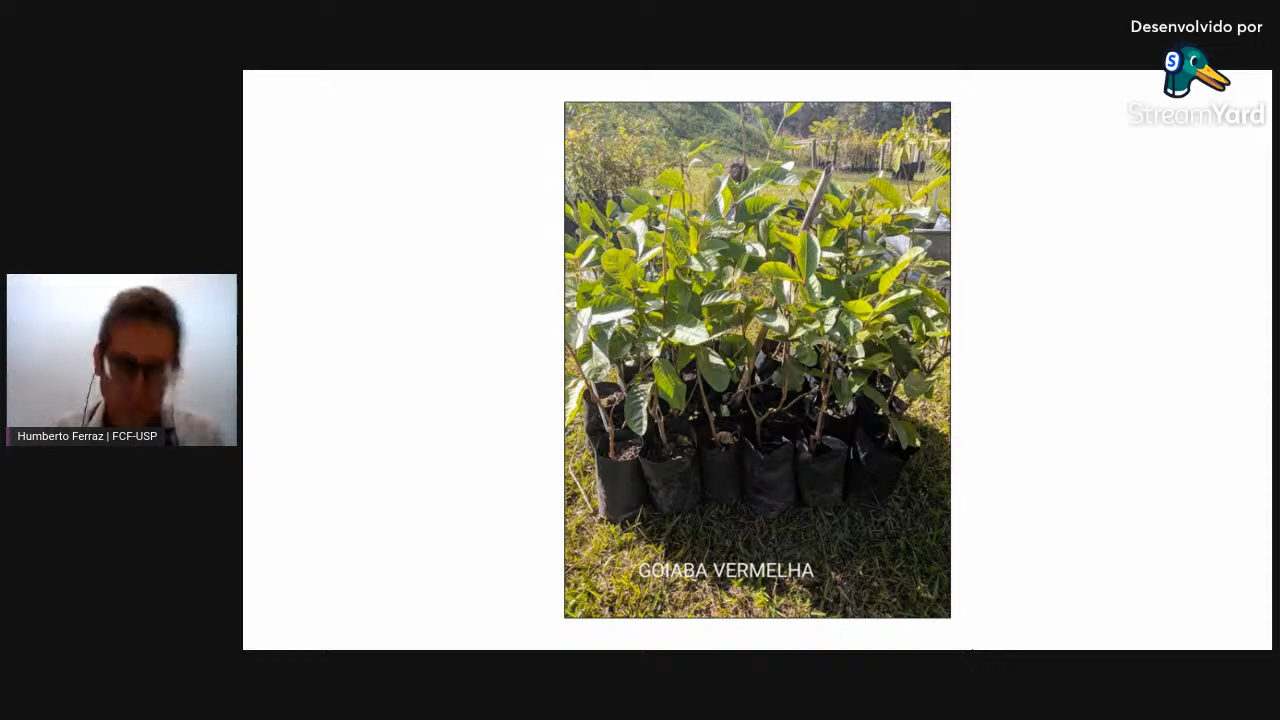 Desenvolvido por
S
StreamYard
Humberto Ferraz | FCF-USP
GOIABA VERMELHA